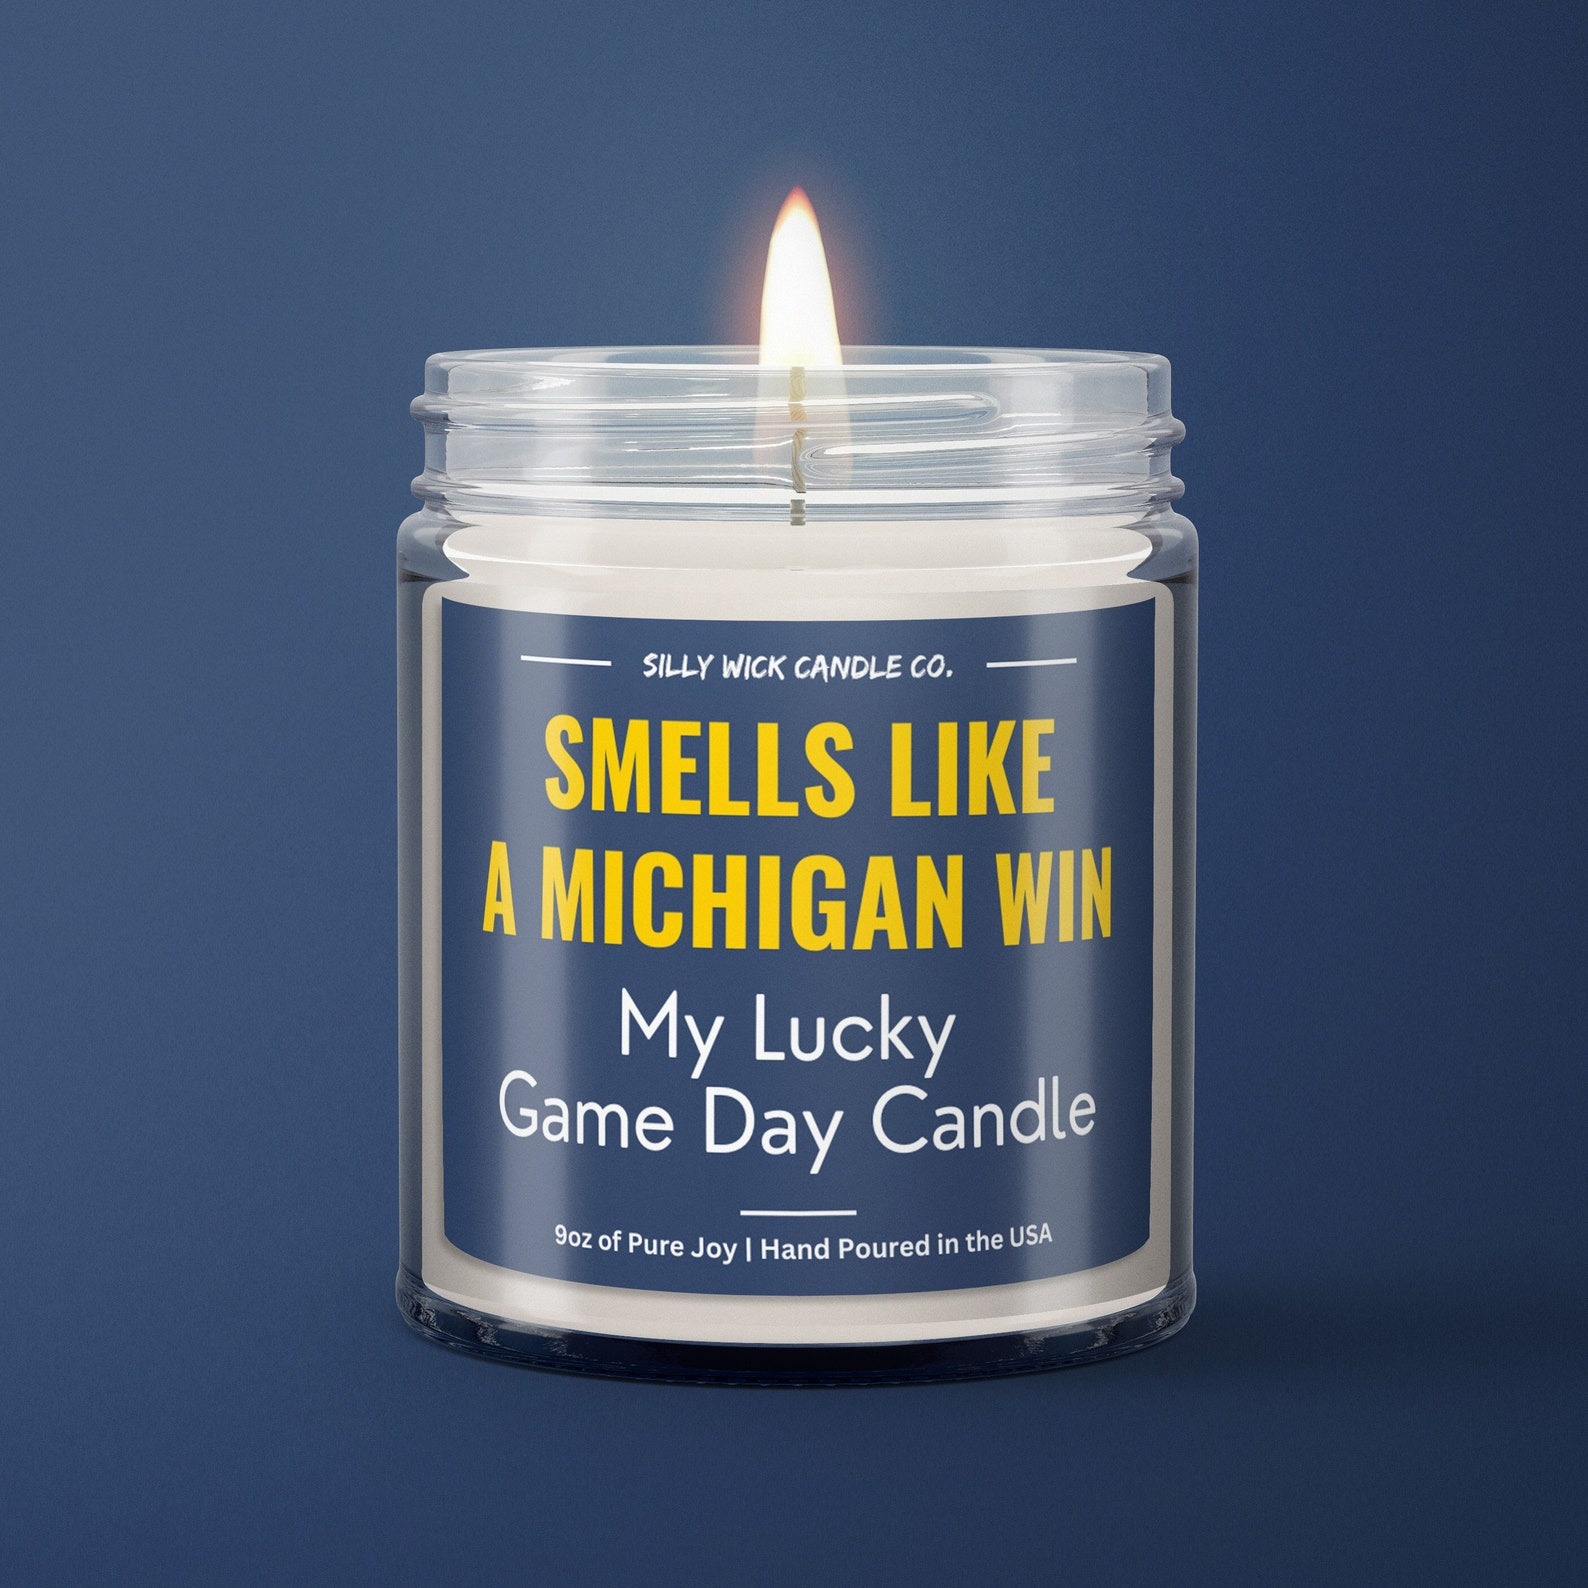 SILLY WICK CANDLE CO.
SMELLS LIKE
A MICHIGAN WIN
My Lucky
Game Day Candle
9oz of Pure Joy | Hand Poured in the USA